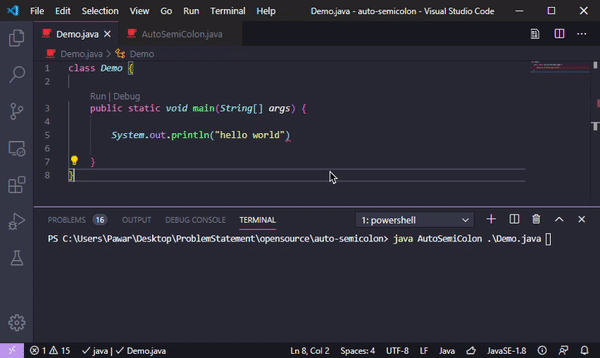 File Edit Selection View Go Run Terminal Help Demo.java - auto-semicolon - Visual Studio Code
Demo.java AutoSemiColon.java
Demo.java > Demo
1 class Demo {
2
Run | Debug
3 public static void main(String[] args) {
4
5 System.out.println("hello world")
6
7 }
8 }
PROBLEMS 16 OUTPUT DEBUG CONSOLE TERMINAL 1: powershell
PS C:\Users\Pawar\Desktop\ProblemStatement\opensource\auto-semicolon> java AutoSemiColon .\Demo.java
1 15 java | Demo.java Ln 8, Col 2 Spaces: 4 UTF-8 LF Java JavaSE-1.8